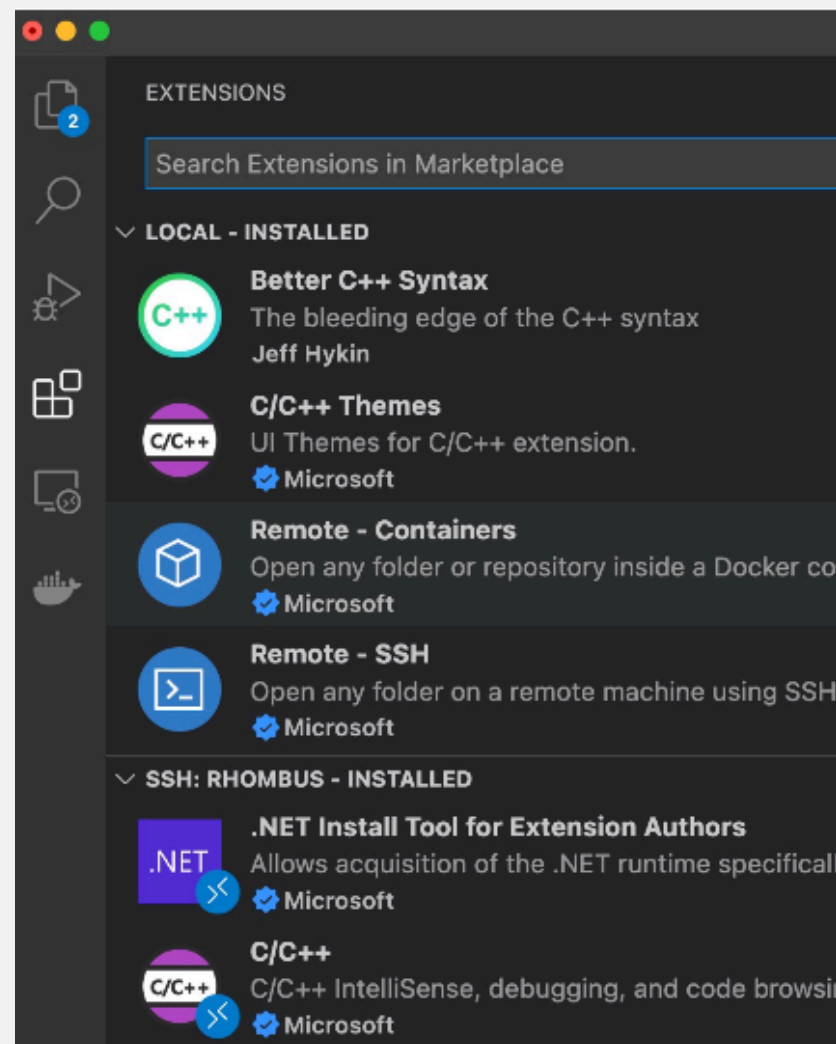 2
EXTENSIONS
Search Extensions in Marketplace
LOCAL - INSTALLED
C++
Better C++ Syntax
The bleeding edge of the C++ syntax
Jeff Hykin
C/C++
C/C++ Themes
UI Themes for C/C++ extension.
Microsoft
Remote - Containers
Open any folder or repository inside a Docker co
Microsoft
Remote - SSH
Open any folder on a remote machine using SSH
Microsoft
SSH: RHOMBUS - INSTALLED
.NET
.NET Install Tool for Extension Authors
Allows acquisition of the .NET runtime specificall
Microsoft
C/C++
C/C++
C/C++ IntelliSense, debugging, and code browsin
Microsoft